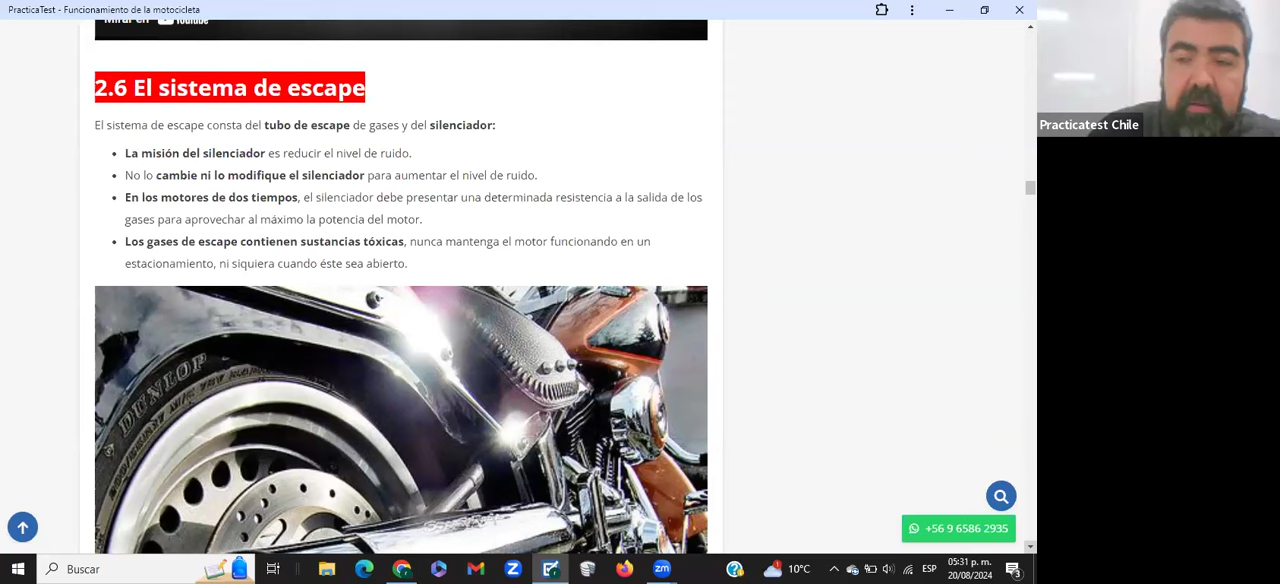 PracticaTest - Funcionamiento de la motocicleta
Mirar en YouTube
2.6 El sistema de escape
El sistema de escape consta del tubo de escape de gases y del silenciador:
La misión del silenciador es reducir el nivel de ruido.
No lo cambie ni lo modifique el silenciador para aumentar el nivel de ruido.
En los motores de dos tiempos, el silenciador debe presentar una determinada resistencia a la salida de los
gases para aprovechar al máximo la potencia del motor.
Los gases de escape contienen sustancias tóxicas, nunca mantenga el motor funcionando en un
estacionamiento, ni siquiera cuando éste sea abierto.
DUNLOP
Practicatest Chile
+56 9 6586 2935
Buscar
zm
10°C
ESP
05:31 p. m.
20/08/2024
3